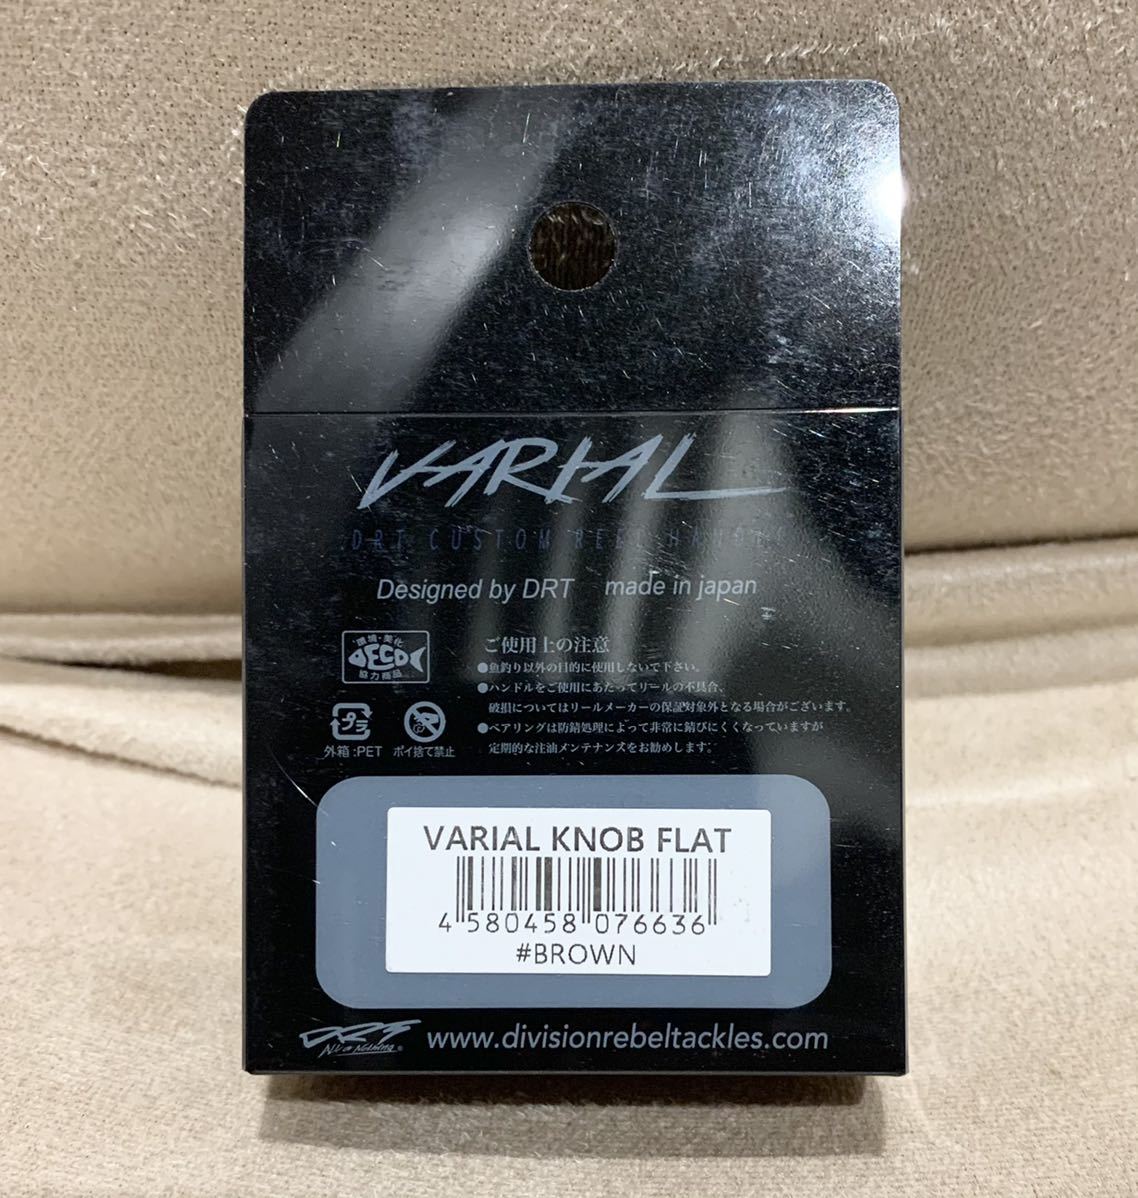 VARIAL
DRT CUSTOM REEL HANDLE
Designed by DRT made in japan
環境・美化
ECO
協力商品
プラ
外箱:PET
ポイ捨て禁止
ご使用上の注意
●魚釣り以外の目的に使用しないで下さい。
●ハンドルをご使用にあたってリールの不具合、
破損についてはリールメーカーの保証対象外となる場合がございます。
●ベアリングは防錆処理によって非常に錆びにくくなっていますが
定期的な注油メンテナンスをお勧めします。
VARIAL KNOB FLAT
4 580458 076636
#BROWN
DRT
All or Nothing®
www.divisionrebeltackles.com